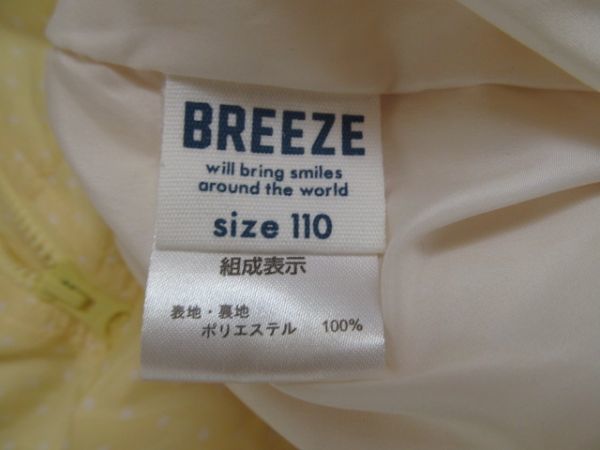 BREEZE
will bring smiles
around the world
size 110
組成表示
表地・裏地
ポリエステル 100%